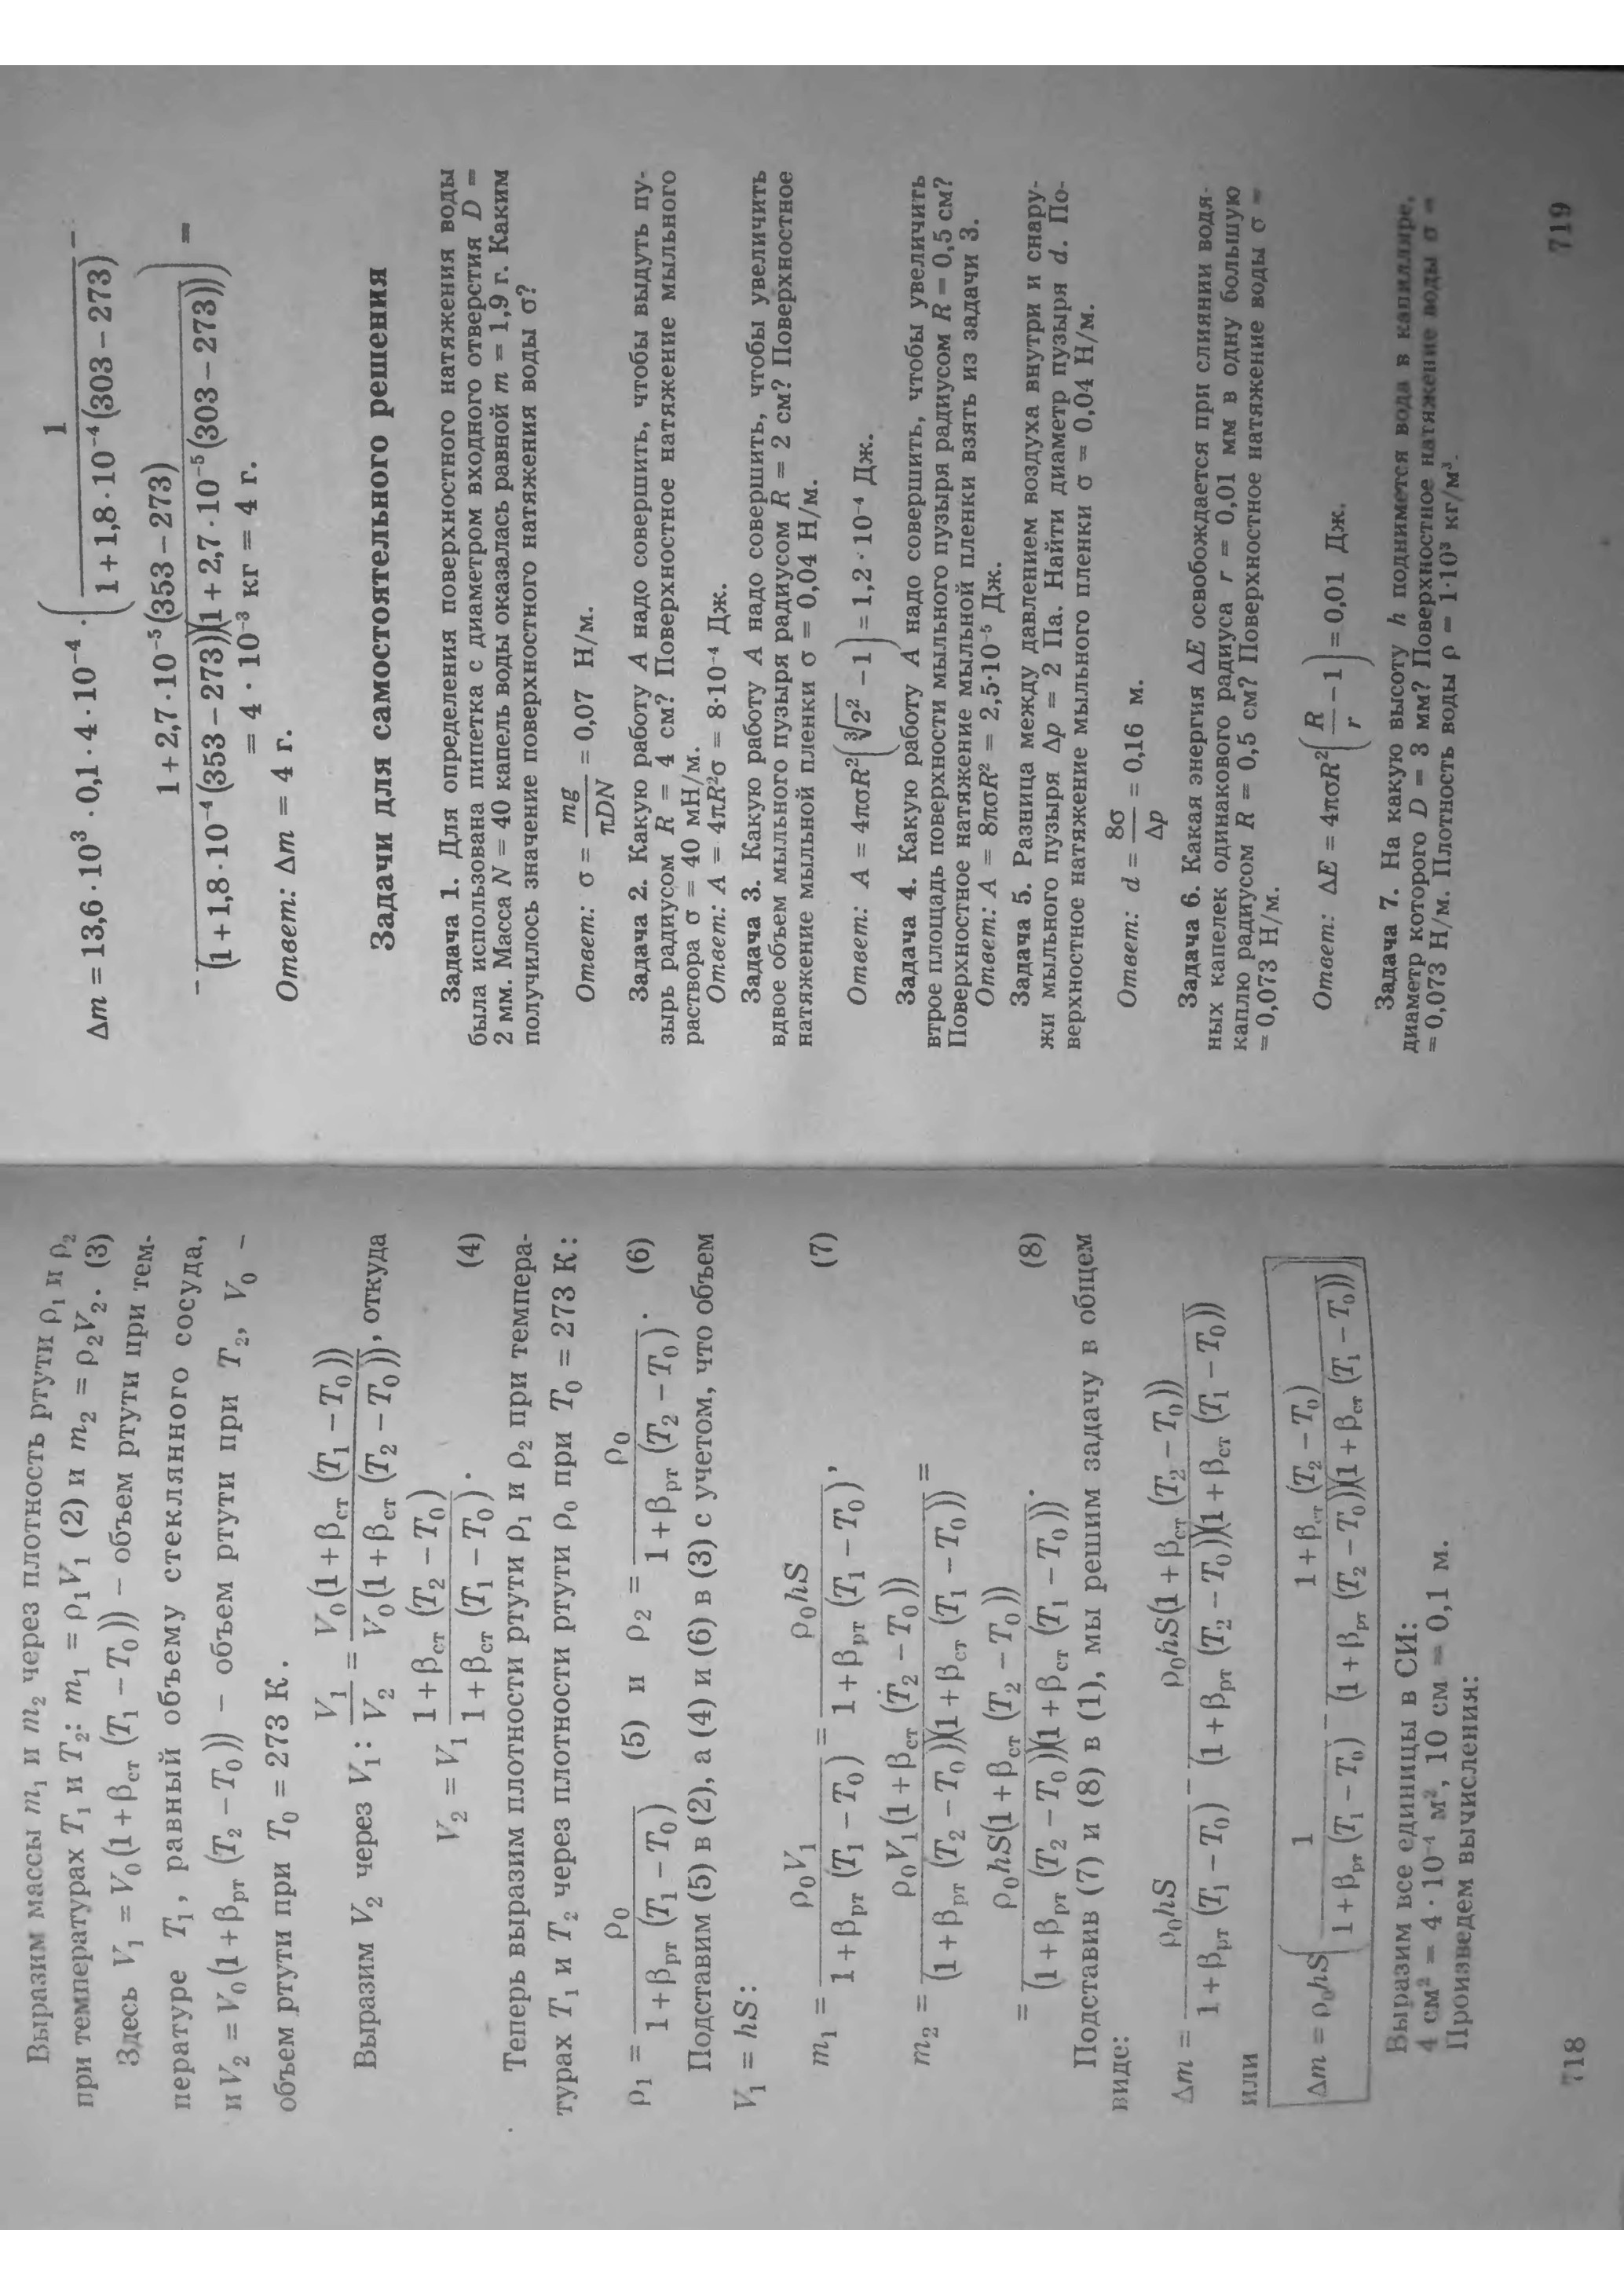 Выразим массы m₁ и m₂ через плотность ртути ρ₁ и ρ₂
при температурах T₁ и T₂: m₁ = ρ₁V₁ (2) и m₂ = ρ₂V₂. (3)
Здесь V₁ = V₀(1 + β_ст (T₁ − T₀)) − объем ртути при тем-
пературе T₁, равный объему стеклянного сосуда,
и V₂ = V₀(1 + β_рт (T₂ − T₀)) − объем ртути при T₂, V₀ −
объем ртути при T₀ = 273 К.
Выразим V₂ через V₁: V₁/V₂ = V₀(1 + β_ст (T₁ − T₀))/V₀(1 + β_ст (T₂ − T₀)), откуда
V₂ = V₁ (1 + β_ст (T₂ − T₀))/(1 + β_ст (T₁ − T₀)). (4)
Теперь выразим плотности ртути ρ₁ и ρ₂ при темпера-
турах T₁ и T₂ через плотности ртути ρ₀ при T₀ = 273 К:
ρ₁ = ρ₀/(1 + β_рт (T₁ − T₀)) (5) и ρ₂ = ρ₀/(1 + β_рт (T₂ − T₀)). (6)
Подставим (5) в (2), а (4) и (6) в (3) с учетом, что объем
V₁ = hS:
m₁ = ρ₀V₁/(1 + β_рт (T₁ − T₀)) = ρ₀hS/(1 + β_рт (T₁ − T₀)), (7)
m₂ = ρ₀V₁(1 + β_ст (T₂ − T₀))/(1 + β_рт (T₂ − T₀))(1 + β_ст (T₁ − T₀)) =
= ρ₀hS(1 + β_ст (T₂ − T₀))/(1 + β_рт (T₂ − T₀))(1 + β_ст (T₁ − T₀)). (8)
Подставив (7) и (8) в (1), мы решим задачу в общем
виде:
Δm = ρ₀hS/(1 + β_рт (T₁ − T₀)) − ρ₀hS(1 + β_ст (T₂ − T₀))/(1 + β_рт (T₂ − T₀))(1 + β_ст (T₁ − T₀))
или
Δm = ρ₀hS(1/(1 + β_рт (T₁ − T₀)) − (1 + β_ст (T₂ − T₀))/(1 + β_рт (T₂ − T₀))(1 + β_ст (T₁ − T₀)))
Выразим все единицы в СИ:
4 см² = 4 · 10⁻⁴ м², 10 см = 0,1 м.
Произведем вычисления:
718
Δm = 13,6 · 10³ · 0,1 · 4 · 10⁻⁴ · (1/(1 + 1,8 · 10⁻⁴(303 − 273)) −
− (1 + 2,7 · 10⁻⁵(353 − 273))/(1 + 1,8 · 10⁻⁴(353 − 273))(1 + 2,7 · 10⁻⁵(303 − 273))) =
= 4 · 10⁻³ кг = 4 г.
Ответ: Δm = 4 г.
Задачи для самостоятельного решения
Задача 1. Для определения поверхностного натяжения воды
была использована пипетка с диаметром входного отверстия D =
2 мм. Масса N = 40 капель воды оказалась равной m = 1,9 г. Каким
получилось значение поверхностного натяжения воды σ?
Ответ: σ = mg/πDN = 0,07 Н/м.
Задача 2. Какую работу A надо совершить, чтобы выдуть пу-
зырь радиусом R = 4 см? Поверхностное натяжение мыльного
раствора σ = 40 мН/м.
Ответ: A = 4πR²σ = 8·10⁻⁴ Дж.
Задача 3. Какую работу A надо совершить, чтобы увеличить
вдвое объем мыльного пузыря радиусом R = 2 см? Поверхностное
натяжение мыльной пленки σ = 0,04 Н/м.
Ответ: A = 4πσR²(∛2² − 1) = 1,2 · 10⁻⁴ Дж.
Задача 4. Какую работу A надо совершить, чтобы увеличить
втрое площадь поверхности мыльного пузыря радиусом R = 0,5 см?
Поверхностное натяжение мыльной пленки взять из задачи 3.
Ответ: A = 8πσR² = 2,5·10⁻⁵ Дж.
Задача 5. Разница между давлением воздуха внутри и снару-
жи мыльного пузыря Δp = 2 Па. Найти диаметр пузыря d. По-
верхностное натяжение мыльного пленки σ = 0,04 Н/м.
Ответ: d = 8σ/Δp = 0,16 м.
Задача 6. Какая энергия ΔE освобождается при слиянии водя-
ных капелек одинакового радиуса r = 0,01 мм в одну большую
каплю радиусом R = 0,5 см? Поверхностное натяжение воды σ =
= 0,073 Н/м.
Ответ: ΔE = 4πσR²(R/r − 1) = 0,01 Дж.
Задача 7. На какую высоту h поднимется вода в капилляре,
диаметр которого D = 3 мм? Поверхностное натяжение воды σ =
= 0,073 Н/м. Плотность воды ρ = 1·10³ кг/м³.
719